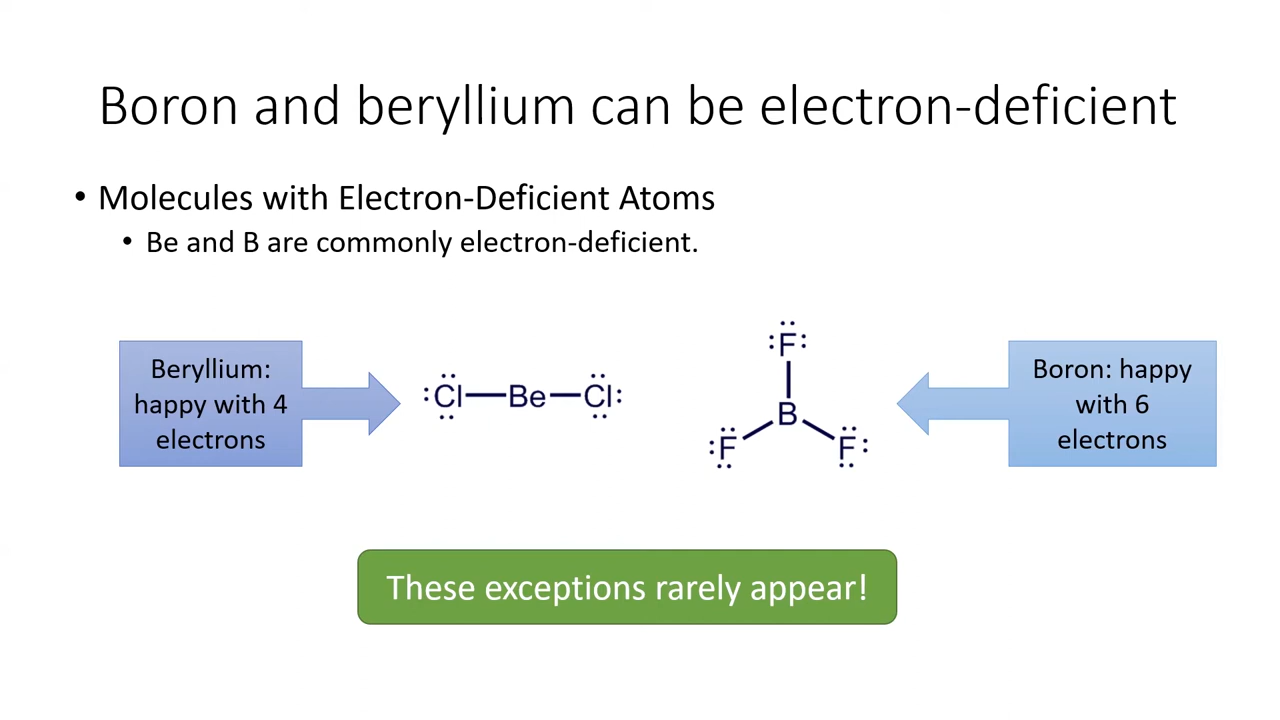 Boron and beryllium can be electron-deficient
• Molecules with Electron-Deficient Atoms
• Be and B are commonly electron-deficient.
Beryllium:
happy with 4
electrons
:Cl—Be—Cl:
F
B
F
F
Boron: happy
with 6
electrons
These exceptions rarely appear!